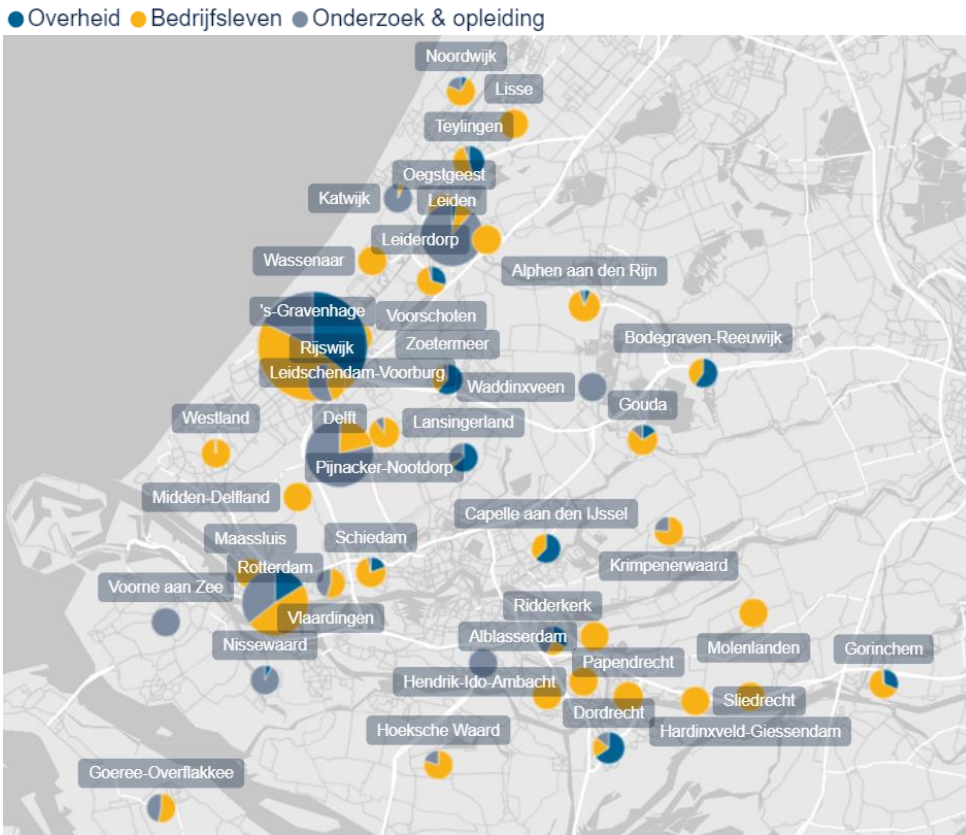 Overheid Bedrijfsleven Onderzoek & opleiding
Noordwijk
Lisse
Teylingen
Oegstgeest
Katwijk
Leiden
Leiderdorp
Wassenaar
Alphen aan den Rijn
's-Gravenhage
Voorschoten
Rijswijk
Zoetermeer
Bodegraven-Reeuwijk
Leidschendam-Voorburg
Waddinxveen
Gouda
Westland
Delft
Lansingerland
Pijnacker-Nootdorp
Midden-Delfland
Capelle aan den IJssel
Maassluis
Schiedam
Krimpenerwaard
Rotterdam
Voorne aan Zee
Ridderkerk
Vlaardingen
Nissewaard
Alblasserdam
Molenlanden
Gorinchem
Papendrecht
Hendrik-Ido-Ambacht
Sliedrecht
Dordrecht
Hoeksche Waard
Hardinxveld-Giessendam
Goeree-Overflakkee